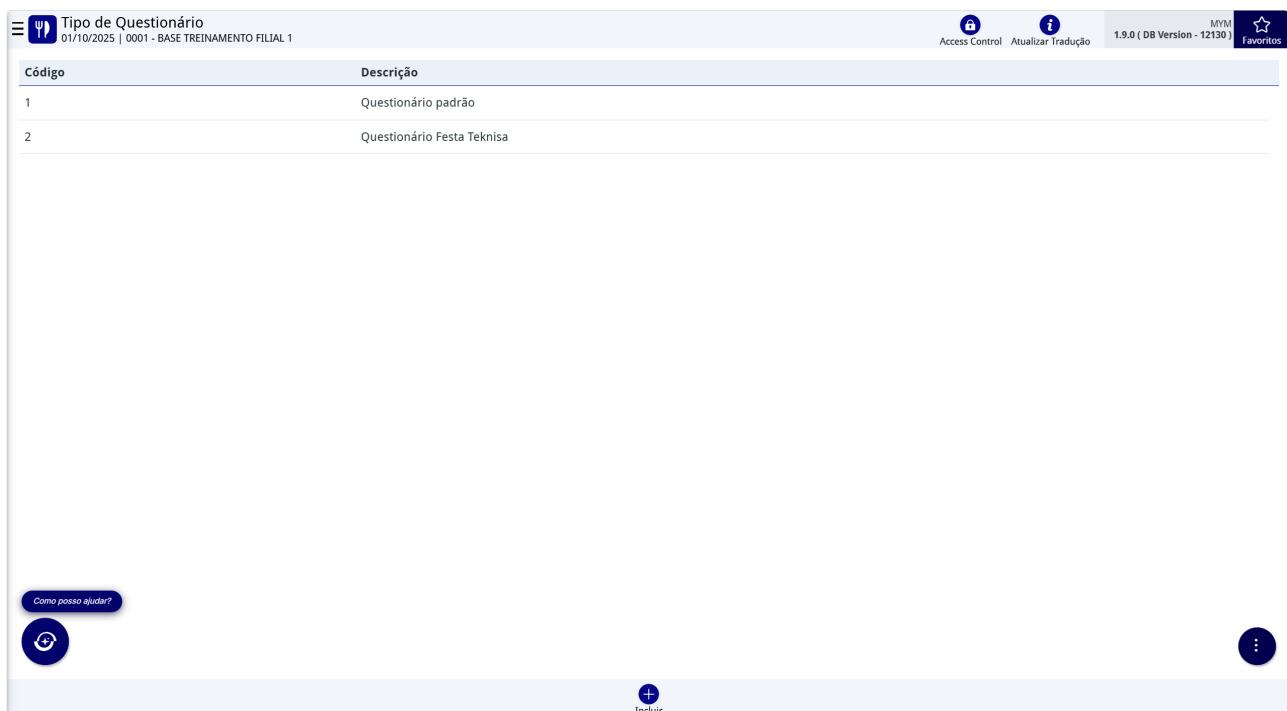 Tipo de Questionário
01/10/2025 | 0001 - BASE TREINAMENTO FILIAL 1
Access Control
Atualizar Tradução
MYM
1.9.0 ( DB Version - 12130 )
Favoritos
Código Descrição
1 Questionário padrão
2 Questionário Festa Teknisa
Como posso ajudar?
Incluir